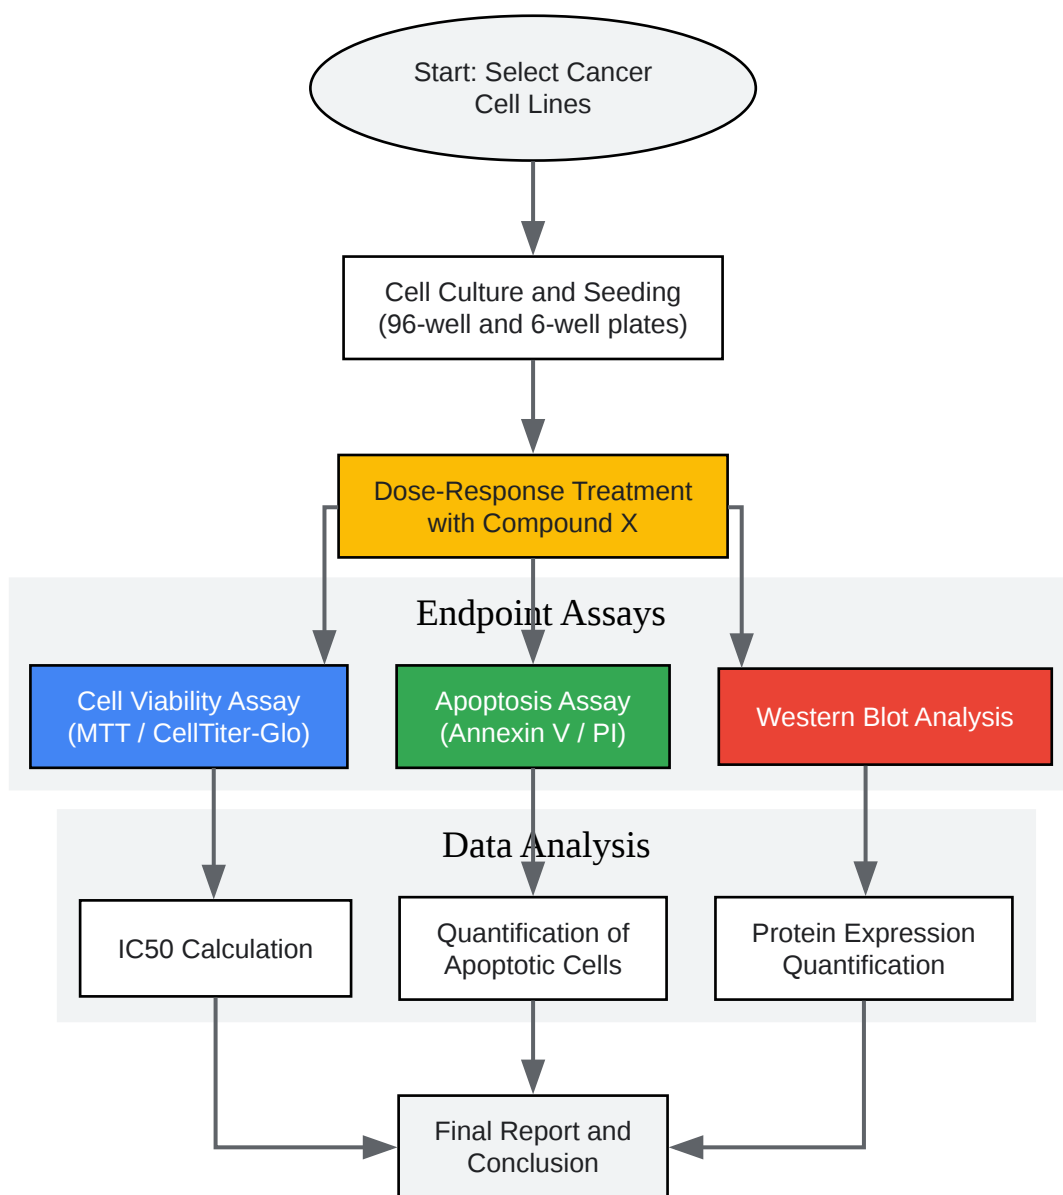 Start: Select Cancer
Cell Lines
Cell Culture and Seeding
(96-well and 6-well plates)
Dose-Response Treatment
with Compound X
Endpoint Assays
Cell Viability Assay
(MTT / CellTiter-Glo)
Apoptosis Assay
(Annexin V / PI)
Western Blot Analysis
Data Analysis
IC50 Calculation
Quantification of
Apoptotic Cells
Protein Expression
Quantification
Final Report and
Conclusion